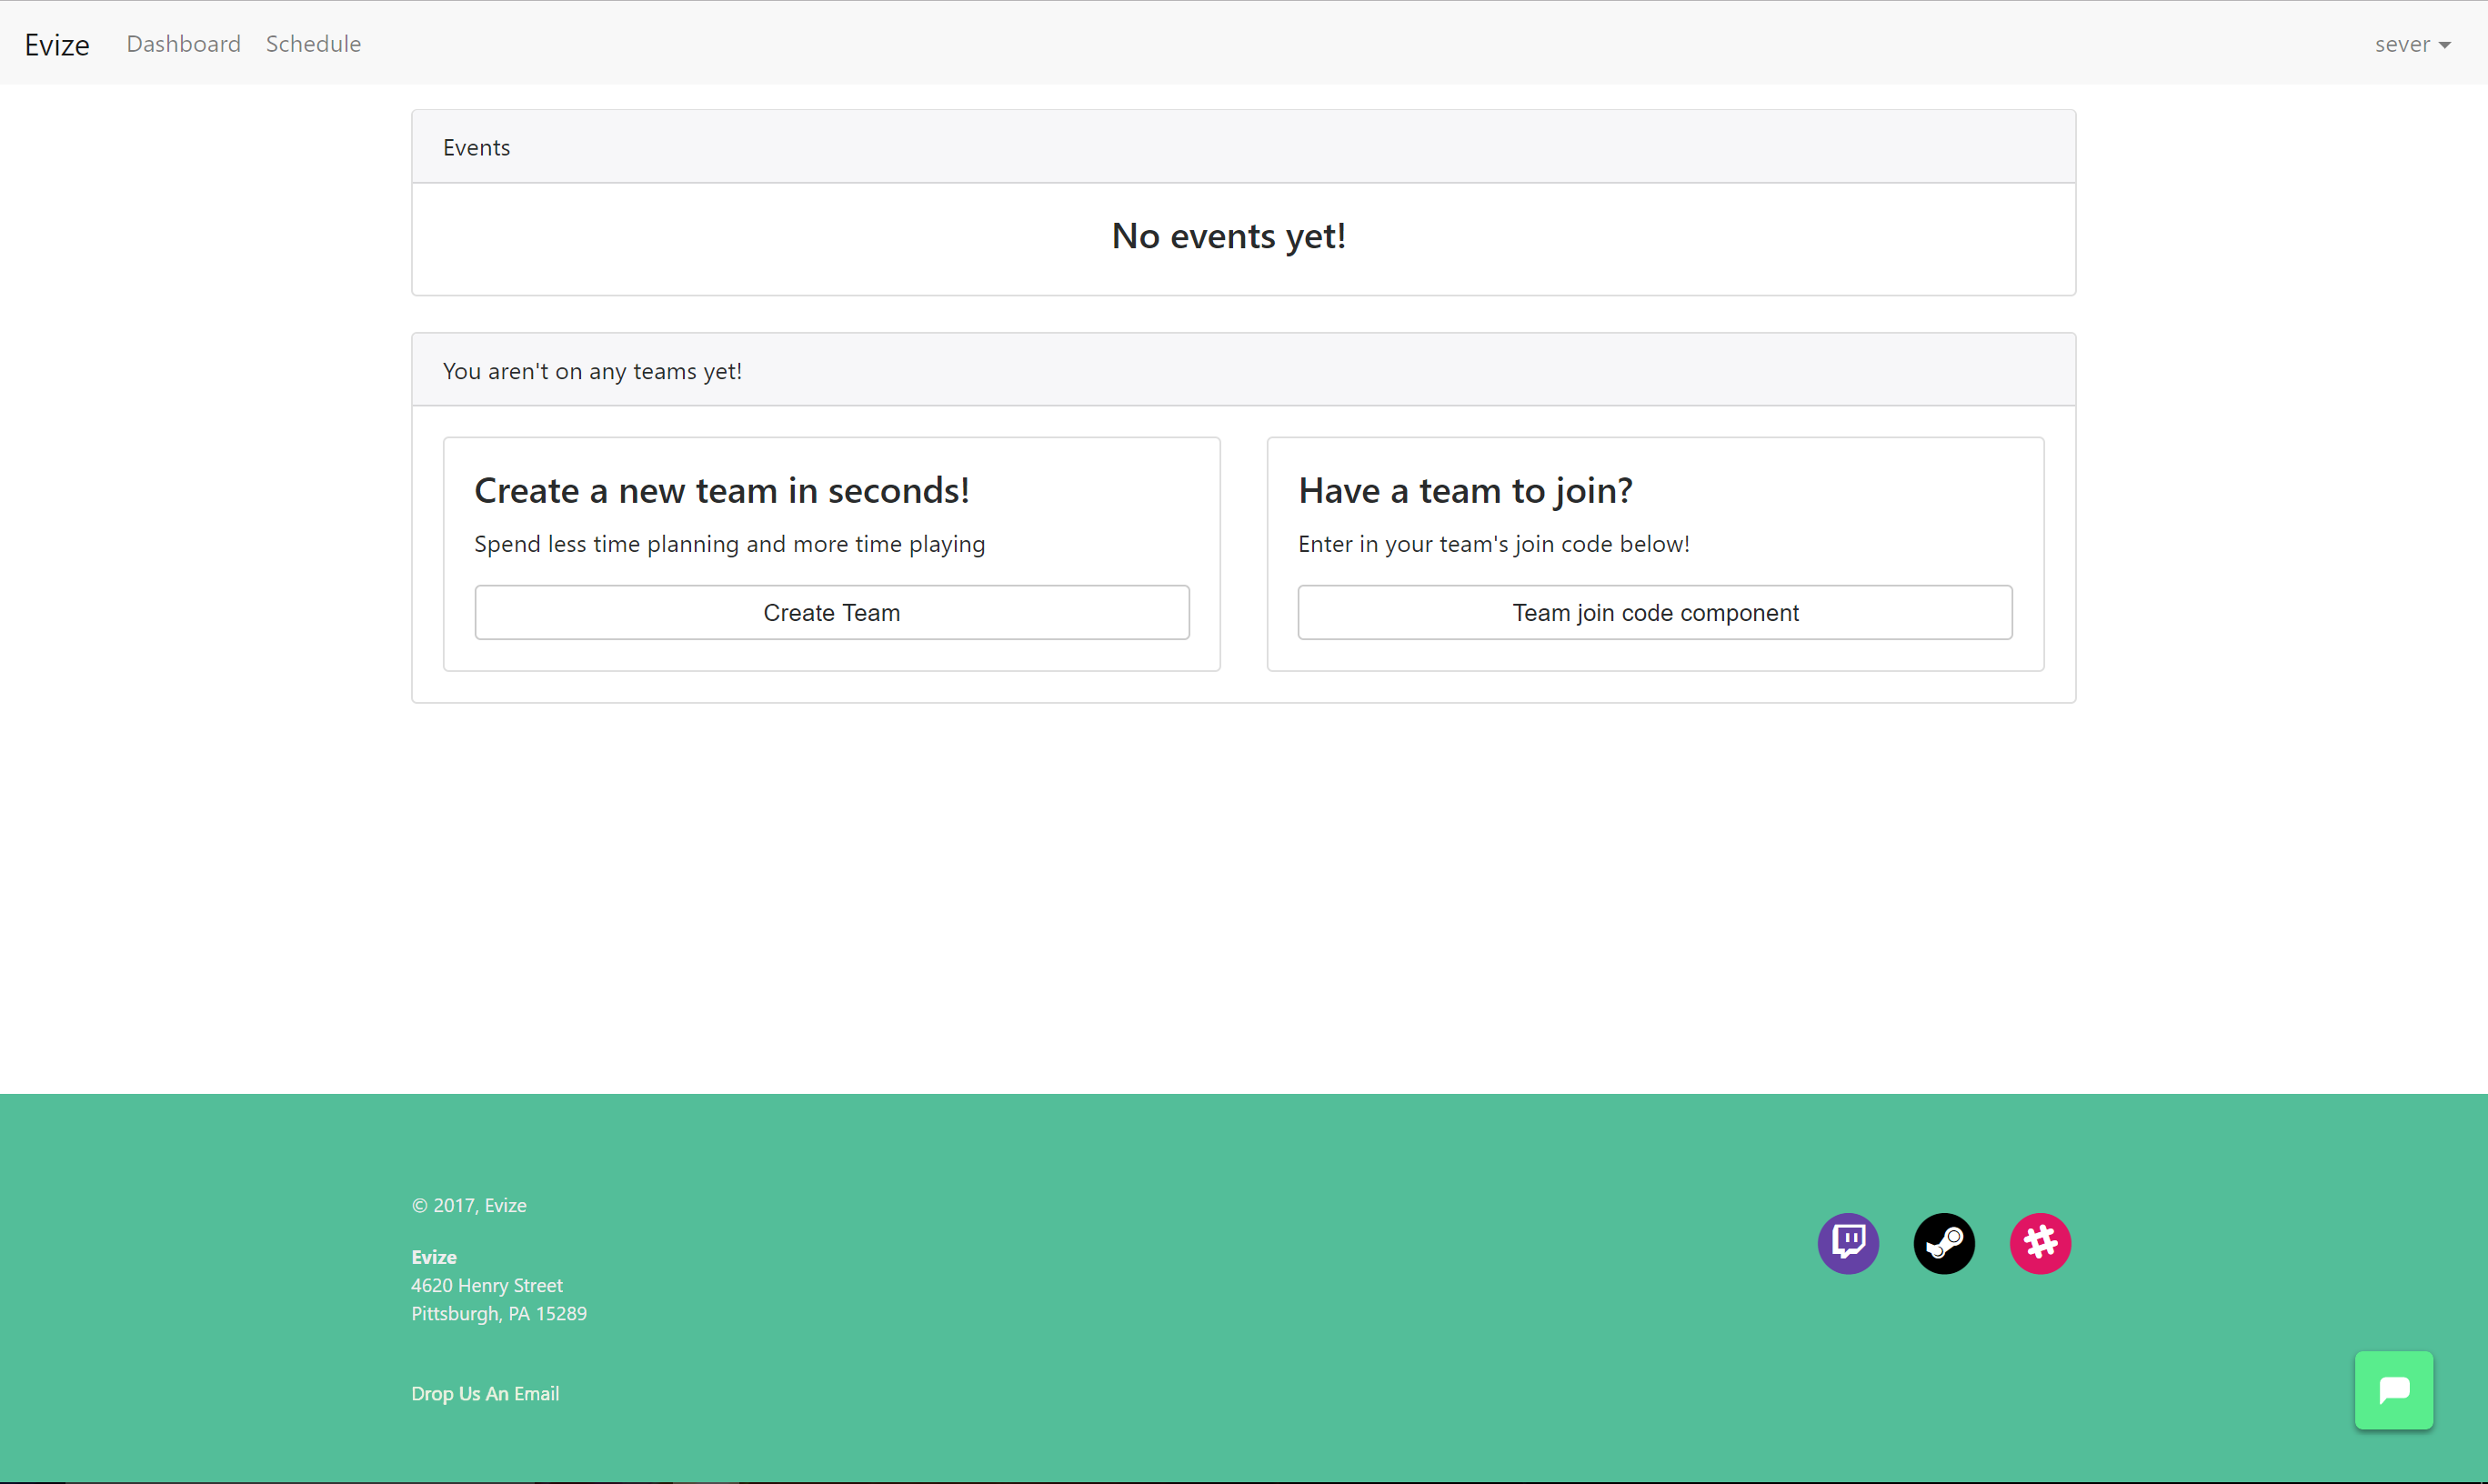 Evize Dashboard Schedule sever
Events
No events yet!
You aren't on any teams yet!
Create a new team in seconds!
Spend less time planning and more time playing
Create Team
Have a team to join?
Enter in your team's join code below!
Team join code component
© 2017, Evize
Evize
4620 Henry Street
Pittsburgh, PA 15289
Drop Us An Email